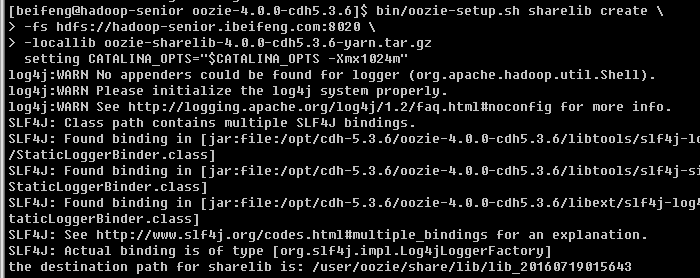 [beifeng@hadoop-senior oozie-4.0.0-cdh5.3.6]$ bin/oozie-setup.sh sharelib create \
> -fs hdfs://hadoop-senior.ibeifeng.com:8020 \
> -locallib oozie-sharelib-4.0.0-cdh5.3.6-yarn.tar.gz
  setting CATALINA_OPTS="$CATALINA_OPTS -Xmx1024m"
log4j:WARN No appenders could be found for logger (org.apache.hadoop.util.Shell).
log4j:WARN Please initialize the log4j system properly.
log4j:WARN See http://logging.apache.org/log4j/1.2/faq.html#noconfig for more info.
SLF4J: Class path contains multiple SLF4J bindings.
SLF4J: Found binding in [jar:file:/opt/cdh-5.3.6/oozie-4.0.0-cdh5.3.6/libtools/slf4j-lo
/StaticLoggerBinder.class]
SLF4J: Found binding in [jar:file:/opt/cdh-5.3.6/oozie-4.0.0-cdh5.3.6/libtools/slf4j-si
StaticLoggerBinder.class]
SLF4J: Found binding in [jar:file:/opt/cdh-5.3.6/oozie-4.0.0-cdh5.3.6/libext/slf4j-log4
taticLoggerBinder.class]
SLF4J: See http://www.slf4j.org/codes.html#multiple_bindings for an explanation.
SLF4J: Actual binding is of type [org.slf4j.impl.Log4jLoggerFactory]
the destination path for sharelib is: /user/oozie/share/lib/lib_20160719015643